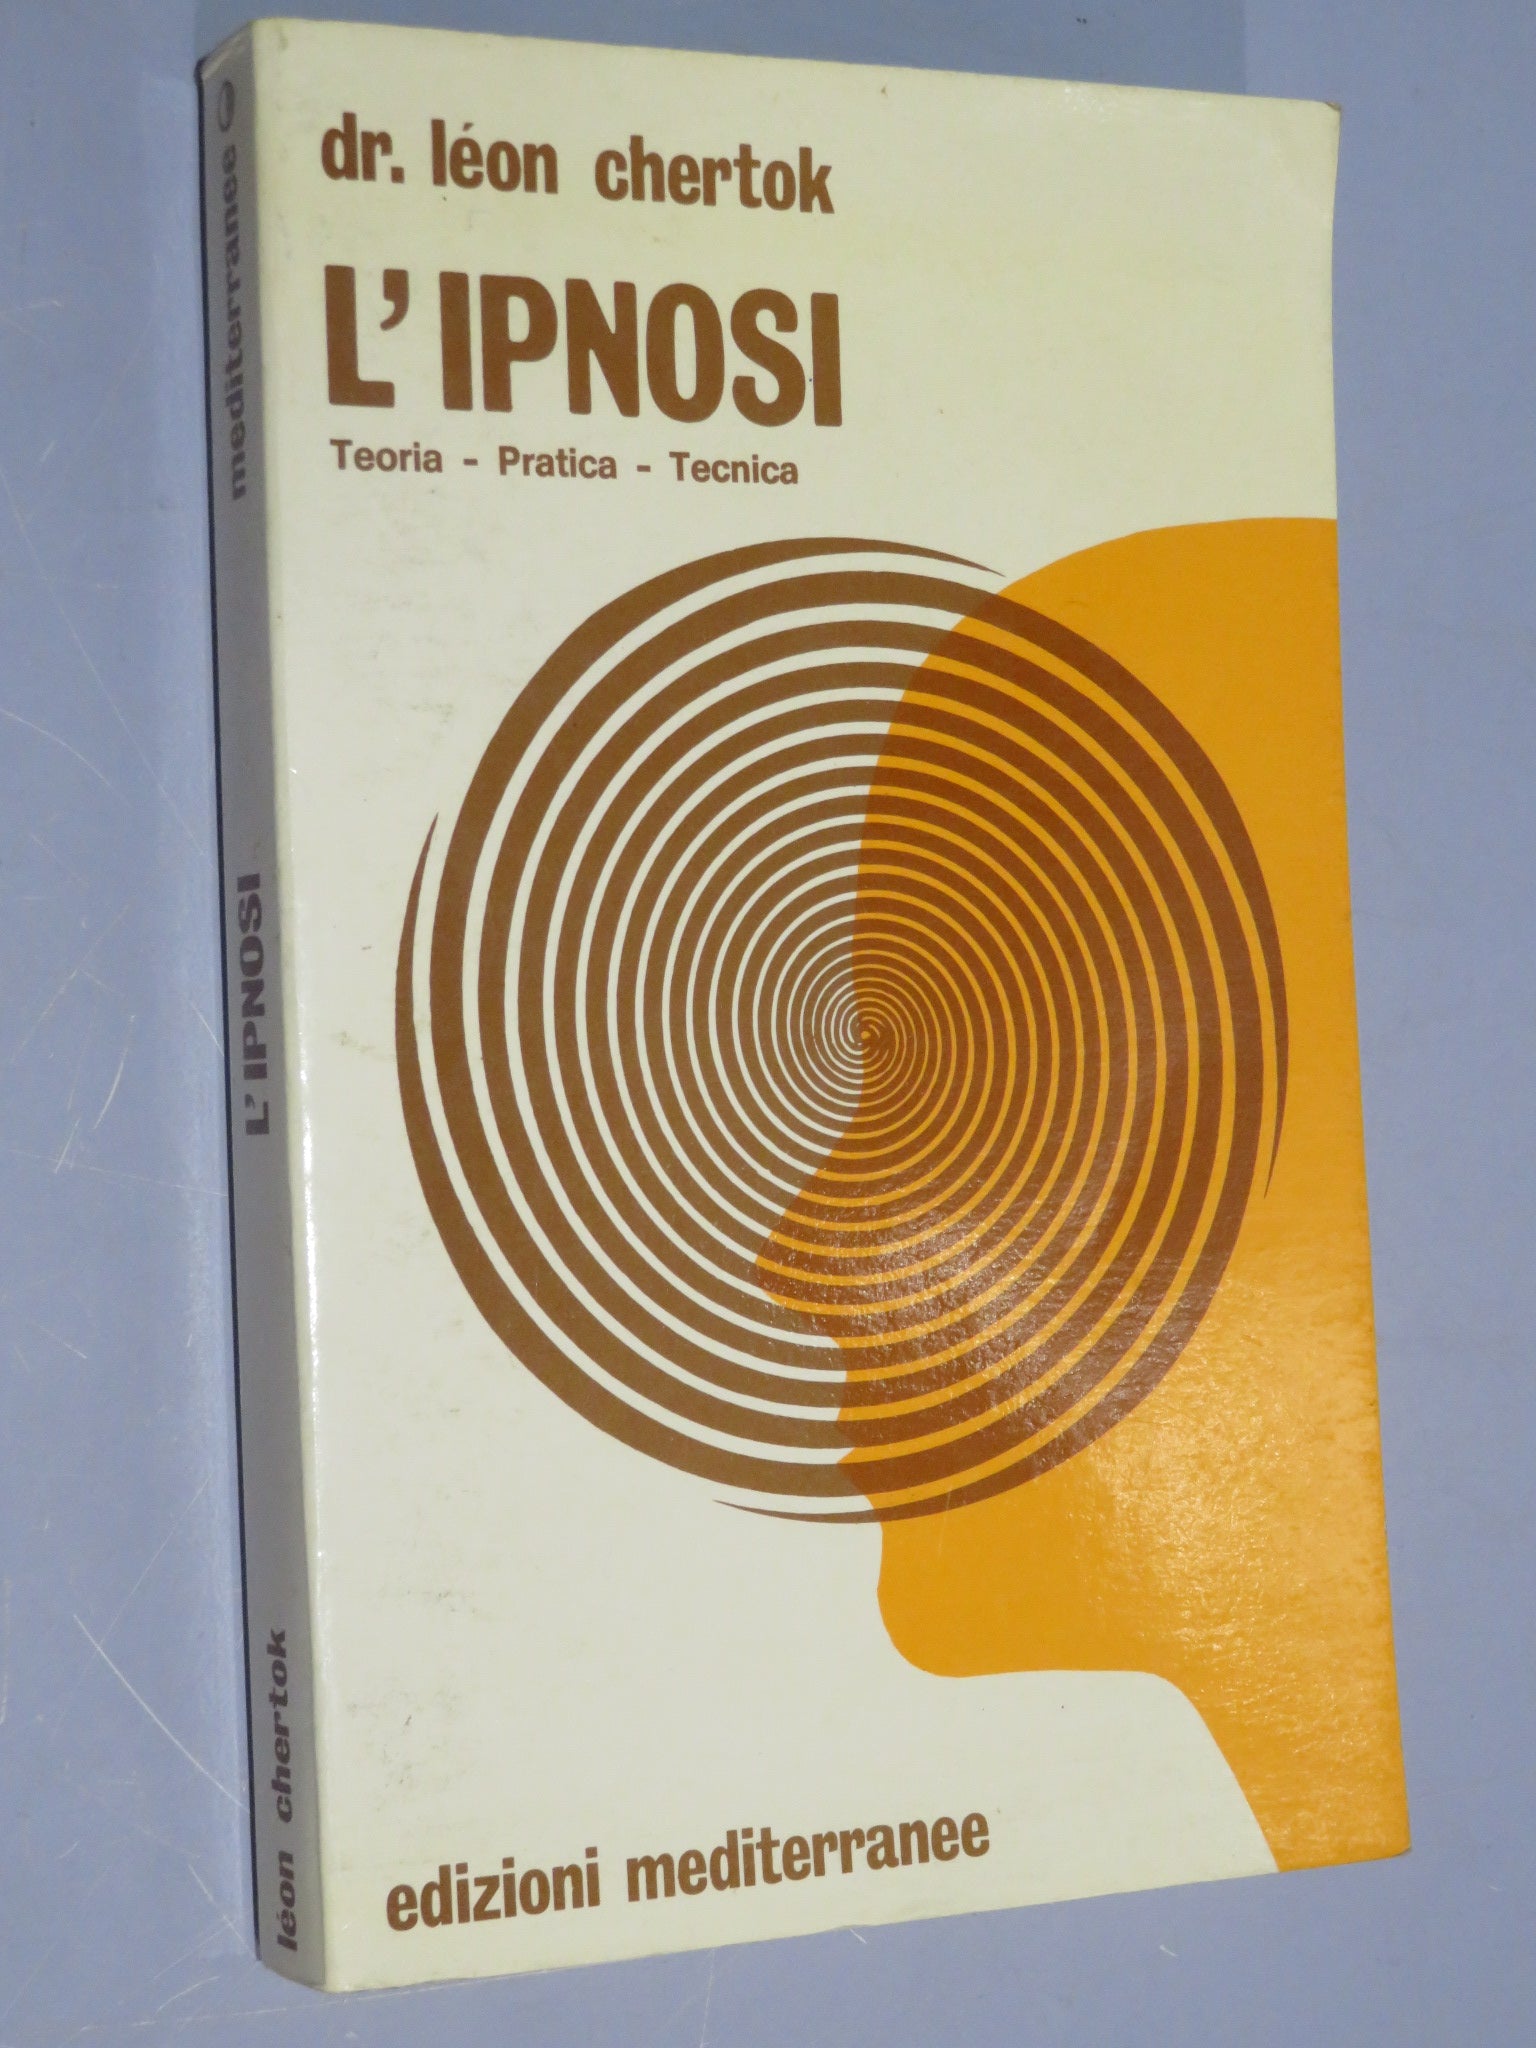 dr. léon chertok
L'IPNOSI
Teoria - Pratica - Tecnica
edizioni mediterranee
léon chertok
L'IPNOSI
mediterranee